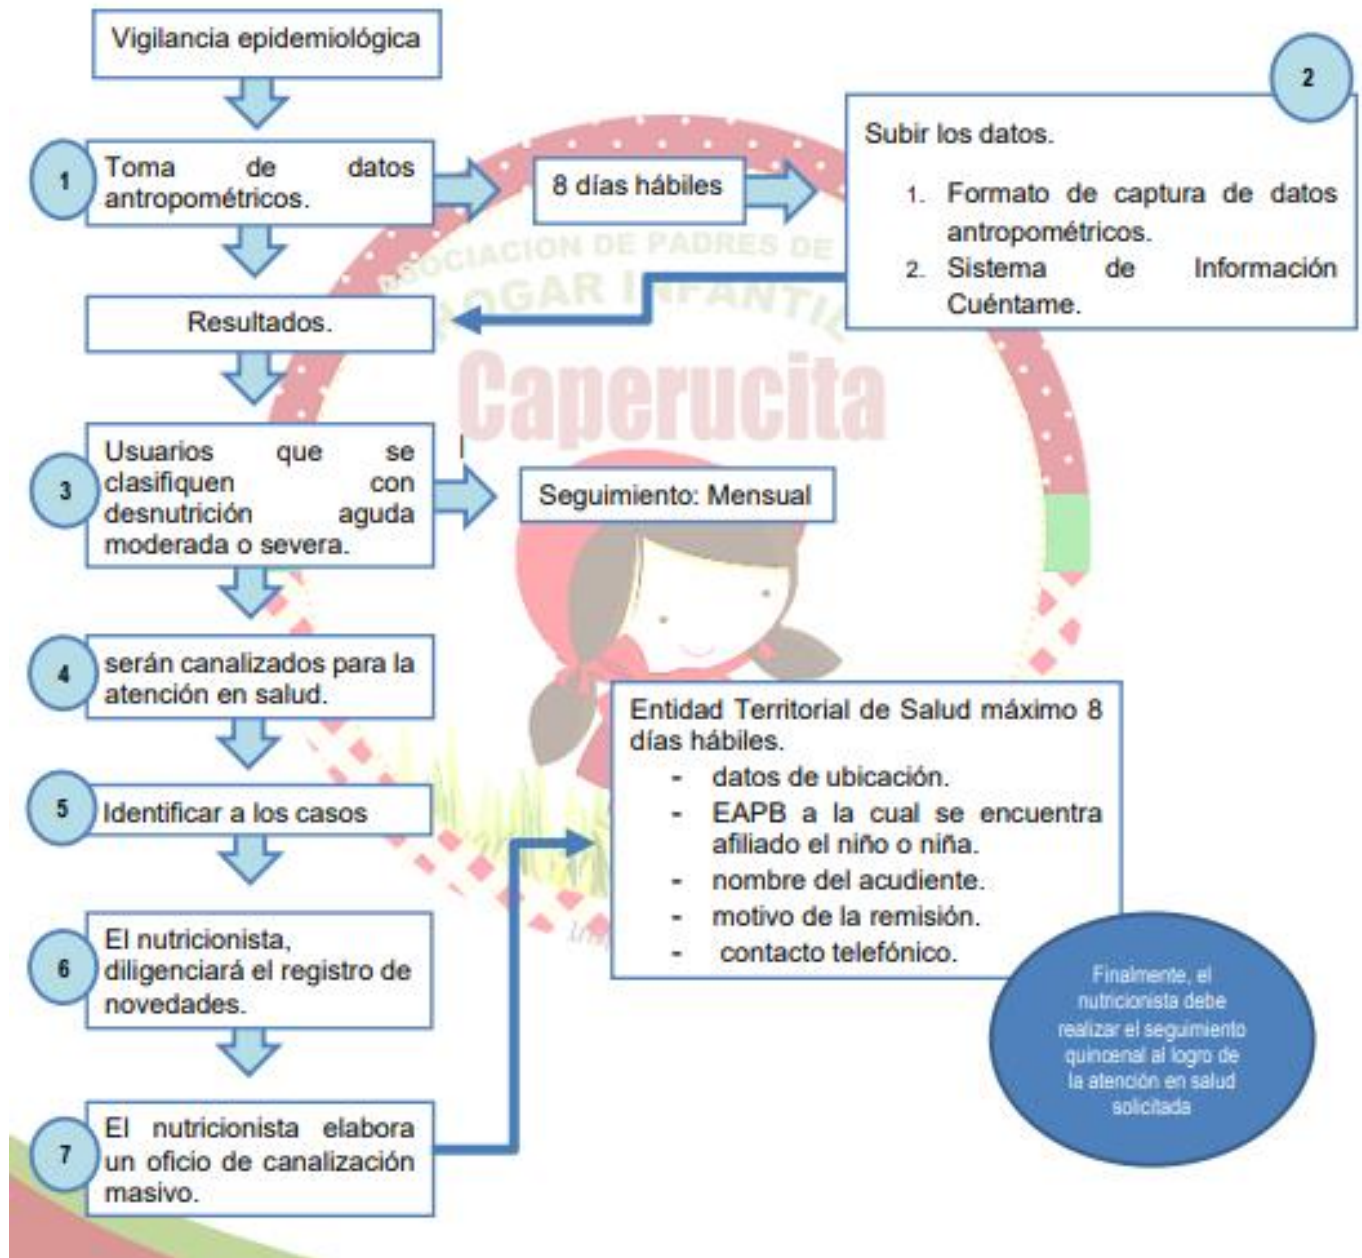 Vigilancia epidemiológica
1
Toma de datos
antropométricos.
8 días hábiles
2
Subir los datos.
1. Formato de captura de datos
antropométricos.
2. Sistema de Información
Cuéntame.
ASOCIACION DE PADRES DE
HOGAR INFANTIL
Caperucita
Resultados.
3
Usuarios que se
clasifiquen con
desnutrición aguda
moderada o severa.
Seguimiento: Mensual
4
serán canalizados para la
atención en salud.
5
Identificar a los casos
6
El nutricionista,
diligenciará el registro de
novedades.
7
El nutricionista elabora
un oficio de canalización
masivo.
Entidad Territorial de Salud máximo 8
días hábiles.
- datos de ubicación.
- EAPB a la cual se encuentra
afiliado el niño o niña.
- nombre del acudiente.
- motivo de la remisión.
- contacto telefónico.
Finalmente, el
nutricionista debe
realizar el seguimiento
quincenal al logro de
la atención en salud
solicitada